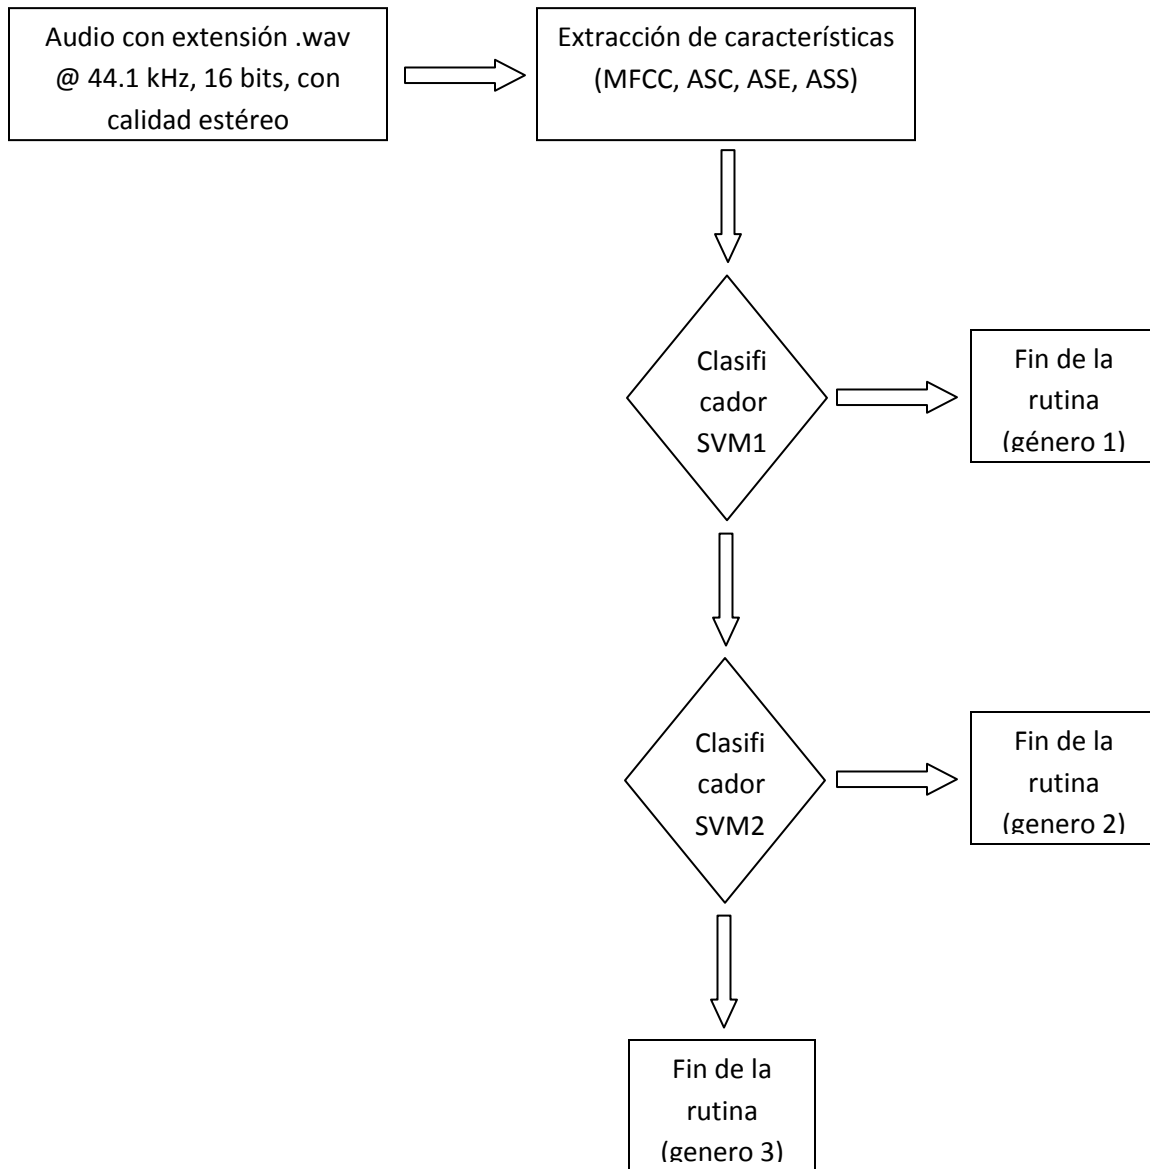 Audio con extensión .wav
@ 44.1 kHz, 16 bits, con
calidad estéreo
Extracción de carácterísticas
(MFCC, ASC, ASE, ASS)
Clasifi
cador
SVM1
Fin de la
rutina
(género 1)
Clasifi
cador
SVM2
Fin de la
rutina
(genero 2)
Fin de la
rutina
(genero 3)